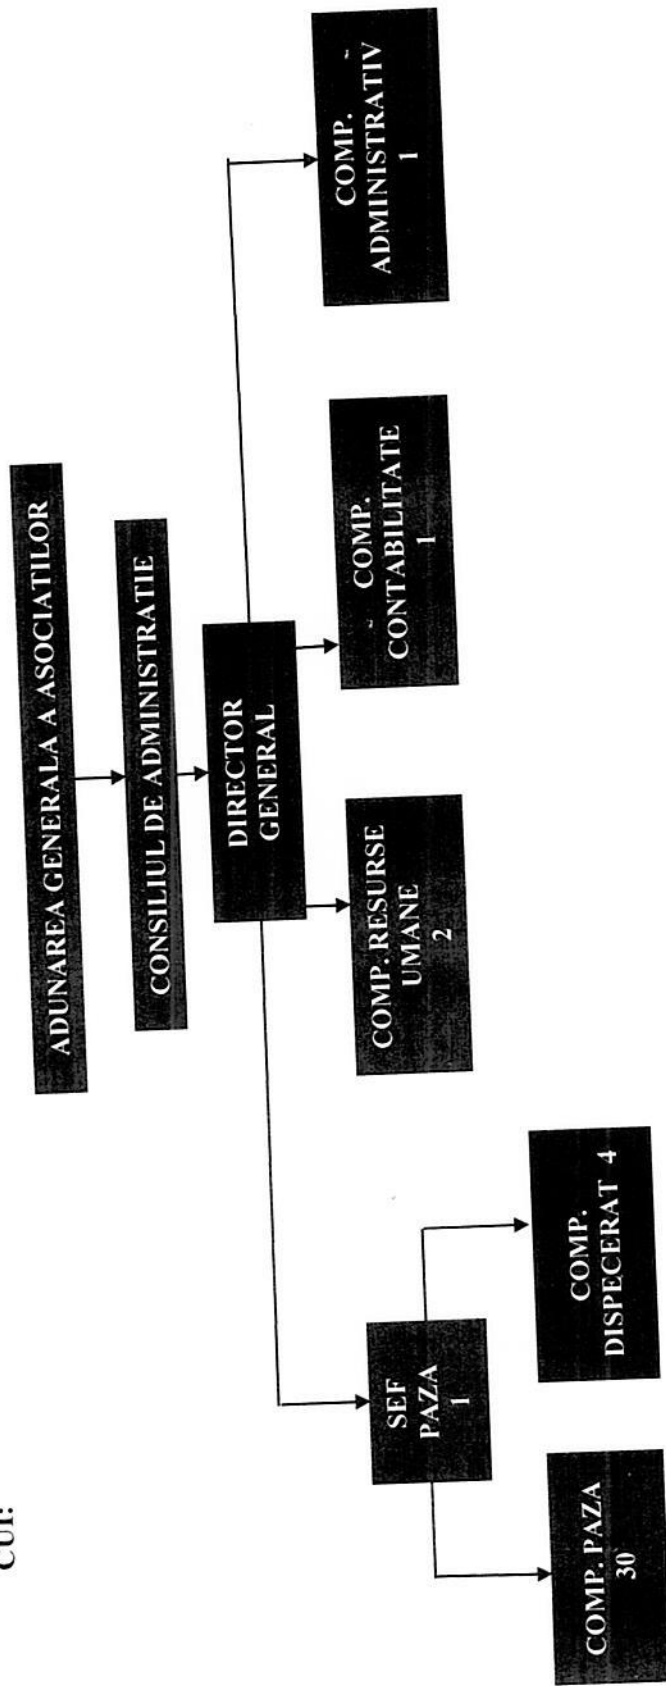 CUI:
ADUNAREA GENERALA A ASOCIATILOR
CONSILIUL DE ADMINISTRATIE
DIRECTOR
GENERAL
SEF
PAZA
1
COMP. RESURSE
UMANE
2
COMP.
CONTABILITATE
1
COMP.
ADMINISTRATIV
1
COMP. PAZA
30
COMP.
DISPECERAT 4